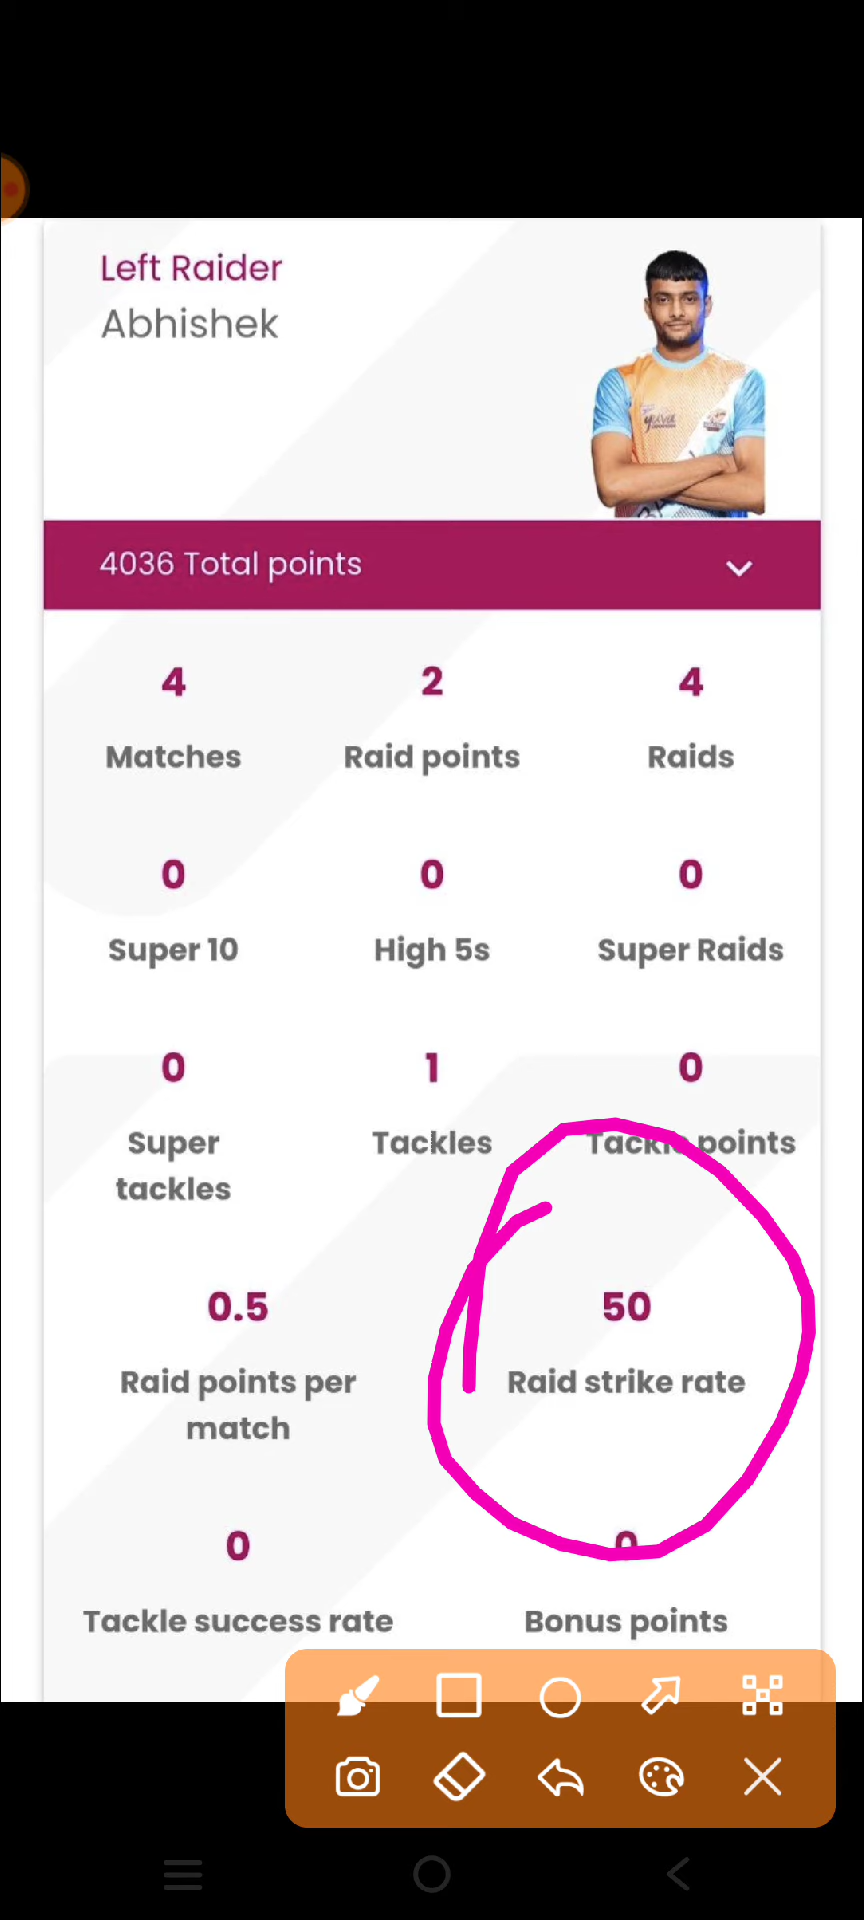 Left Raider
Abhishek
4036 Total points
4 2 4
Matches Raid points Raids
0 0 0
Super 10 High 5s Super Raids
0 1 0
Super Tackles Tackle points
tackles
0.5 50
Raid points per Raid strike rate
match
0 0
Tackle success rate Bonus points